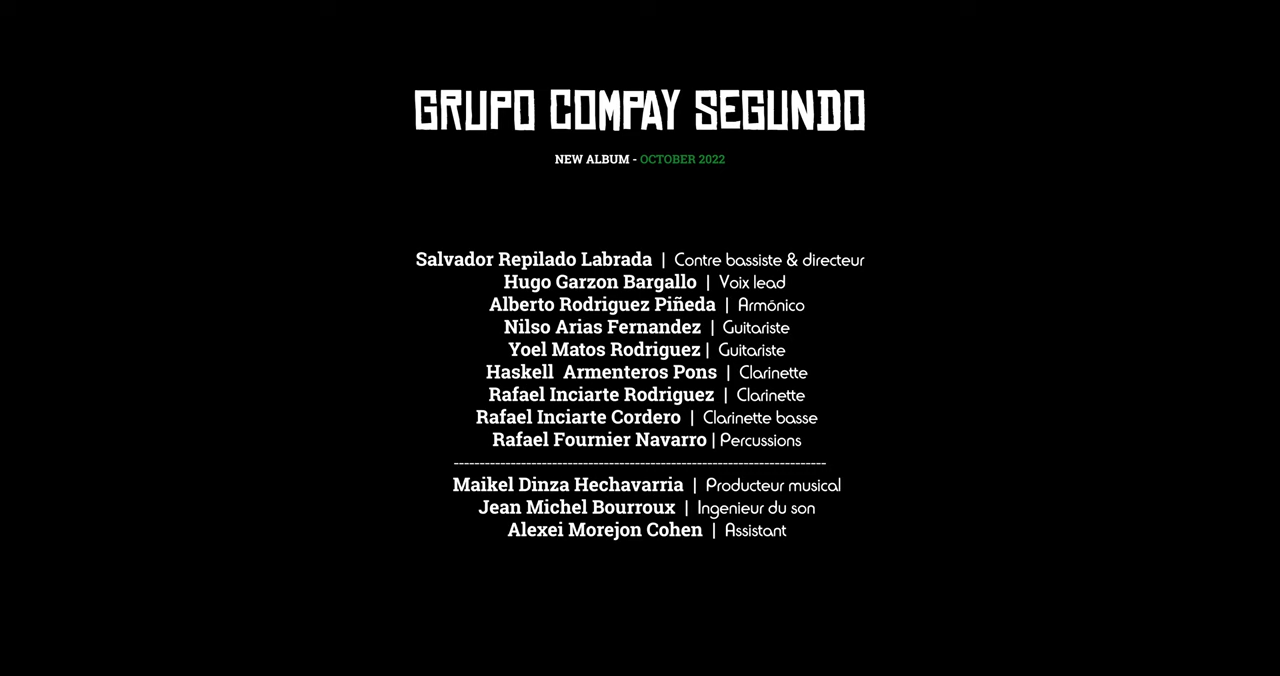 GRUPO COMPAY SEGUNDO
NEW ALBUM - OCTOBER 2022
Salvador Repilado Labrada | Contre bassiste & directeur
Hugo Garzon Bargallo | Voix lead
Alberto Rodriguez Piñeda | Armónico
Nilso Arias Fernandez | Guitariste
Yoel Matos Rodriguez | Guitariste
Haskell Armenteros Pons | Clarinette
Rafael Inciarte Rodriguez | Clarinette
Rafael Inciarte Cordero | Clarinette basse
Rafael Fournier Navarro | Percussions
------------------------------------------------------------------------
Maikel Dinza Hechavarria | Producteur musical
Jean Michel Bourroux | Ingenieur du son
Alexei Morejon Cohen | Assistant